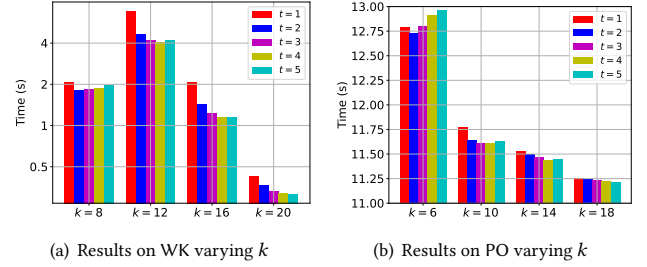 Time (s)
4
2
1
0.5
k = 8
k = 12
k = 16
k = 20
t = 1
t = 2
t = 3
t = 4
t = 5
(a) Results on WK varying k
Time (s)
13.00
12.75
12.50
12.25
12.00
11.75
11.50
11.25
11.00
k = 6
k = 10
k = 14
k = 18
t = 1
t = 2
t = 3
t = 4
t = 5
(b) Results on PO varying k